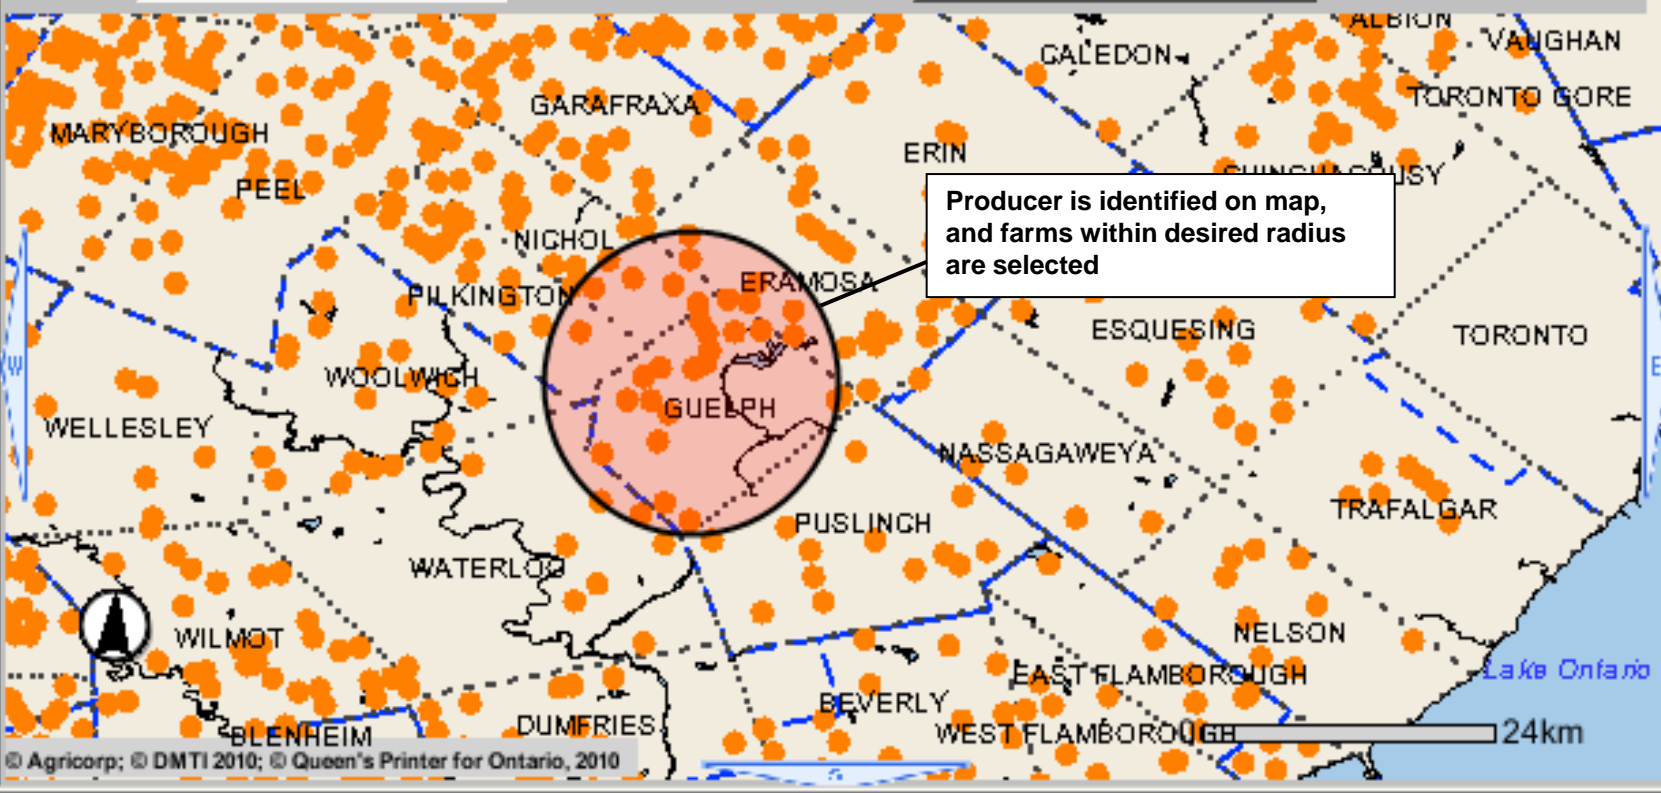 ALBION
VAUGHAN
CALEDON
GARAFRAXA
TORONTO GORE
MARYBOROUGH
ERIN
CHINGUACOUSY
PEEL
Producer is identified on map,
and farms within desired radius
are selected
NICHOL
ERAMOSA
PILKINGTON
ESQUESING
TORONTO
W
E
WOOLWICH
GUELPH
WELLESLEY
NASSAGAWEYA
TRAFALGAR
PUSLINCH
WATERLOO
WILMOT
NELSON
EAST FLAMBOROUGH
Lake Ontario
BEVERLY
DUMFRIES
WEST FLAMBOROUGH
0
24km
BLENHEIM
© Agricorp; © DMTI 2010; © Queen's Printer for Ontario, 2010
S